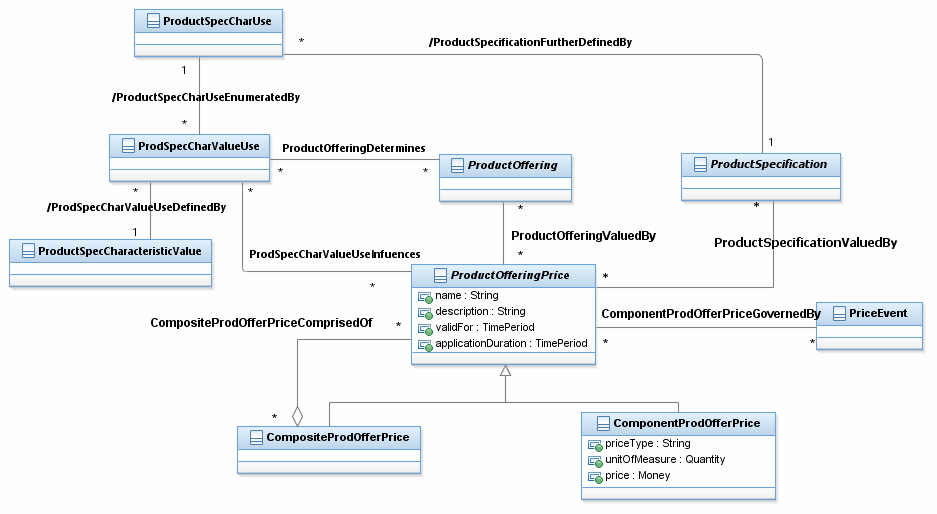 ProductSpecCharUse
*
/ProductSpecificationFurtherDefinedBy
1
/ProductSpecCharUseEnumeratedBy
*
1
ProdSpecCharValueUse
ProductOfferingDetermines
*
*
ProductOffering
ProductSpecification
*
*
/ProdSpecCharValueUseDefinedBy
1
*
*
ProductOfferingValuedBy
ProductSpecificationValuedBy
ProductSpecCharacteristicValue
ProdSpecCharValueUseInfuences
*
*
ProductOfferingPrice
*
name : String
description : String
validFor : TimePeriod
applicationDuration : TimePeriod
ComponentProdOfferPriceGovernedBy
PriceEvent
*
*
CompositeProdOfferPriceComprisedOf
*
*
CompositeProdOfferPrice
ComponentProdOfferPrice
priceType : String
unitOfMeasure : Quantity
price : Money